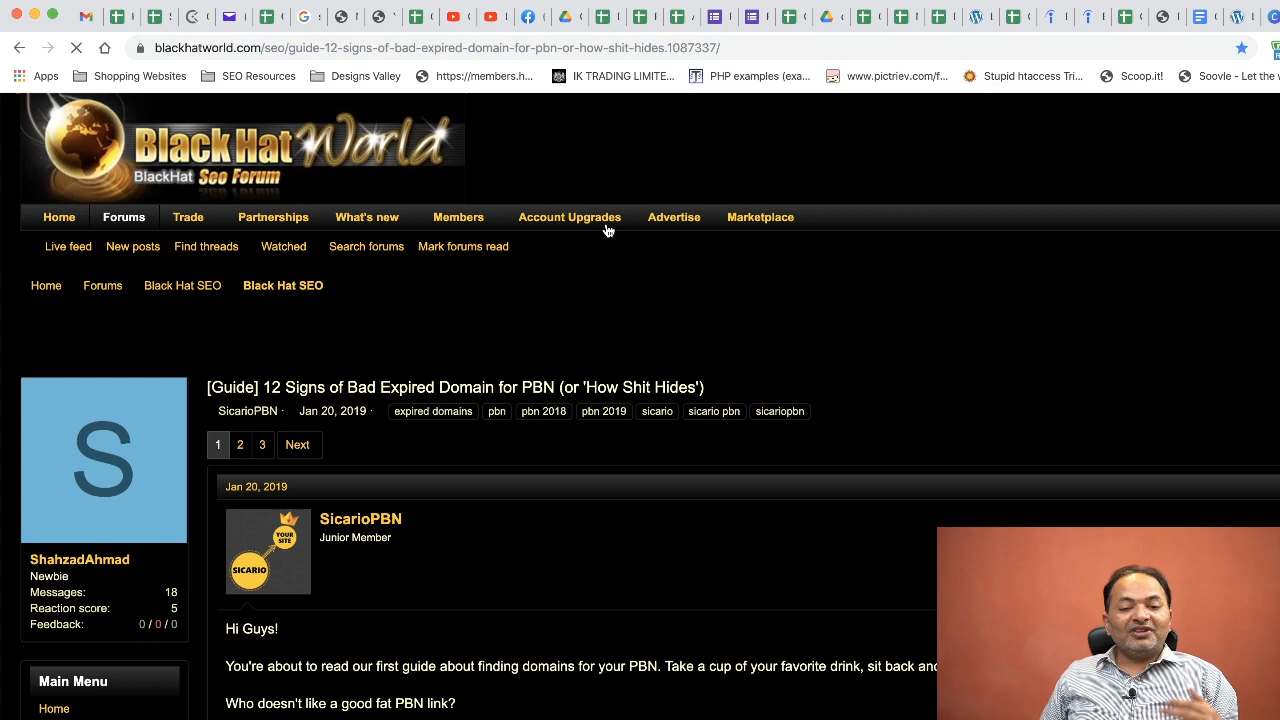 blackhatworld.com/seo/guide-12-signs-of-bad-expired-domain-for-pbn-or-how-shit-hides.1087337/
Apps Shopping Websites SEO Resources Designs Valley https://members.h... IK TRADING LIMITE... PHP examples (exa... www.pictriev.com/f... Stupid htaccess Tri... Scoop.it! Soovle - Let the
BlackHat World
BlackHat Seo Forum
Home Forums Trade Partnerships What's new Members Account Upgrades Advertise Marketplace
Live feed New posts Find threads Watched Search forums Mark forums read
Home Forums Black Hat SEO Black Hat SEO
S
ShahzadAhmad
Newbie
Messages: 18
Reaction score: 5
Feedback: 0 / 0 / 0
Main Menu
Home
[Guide] 12 Signs of Bad Expired Domain for PBN (or 'How Shit Hides')
SicarioPBN · Jan 20, 2019 · expired domains pbn pbn 2018 pbn 2019 sicario sicario pbn sicariopbn
1 2 3 Next
Jan 20, 2019
YOUR SITE
SICARIO
SicarioPBN
Junior Member
Hi Guys!
You're about to read our first guide about finding domains for your PBN. Take a cup of your favorite drink, sit back and
Who doesn't like a good fat PBN link?